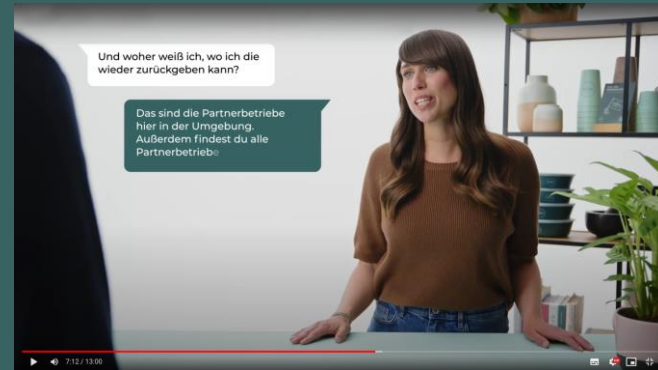 Und woher weiß ich, wo ich die
wieder zurückgeben kann?
Das sind die Partnerbetriebe
hier in der Umgebung.
Außerdem findest du alle
Partnerbetriebe
7:12 / 13:00